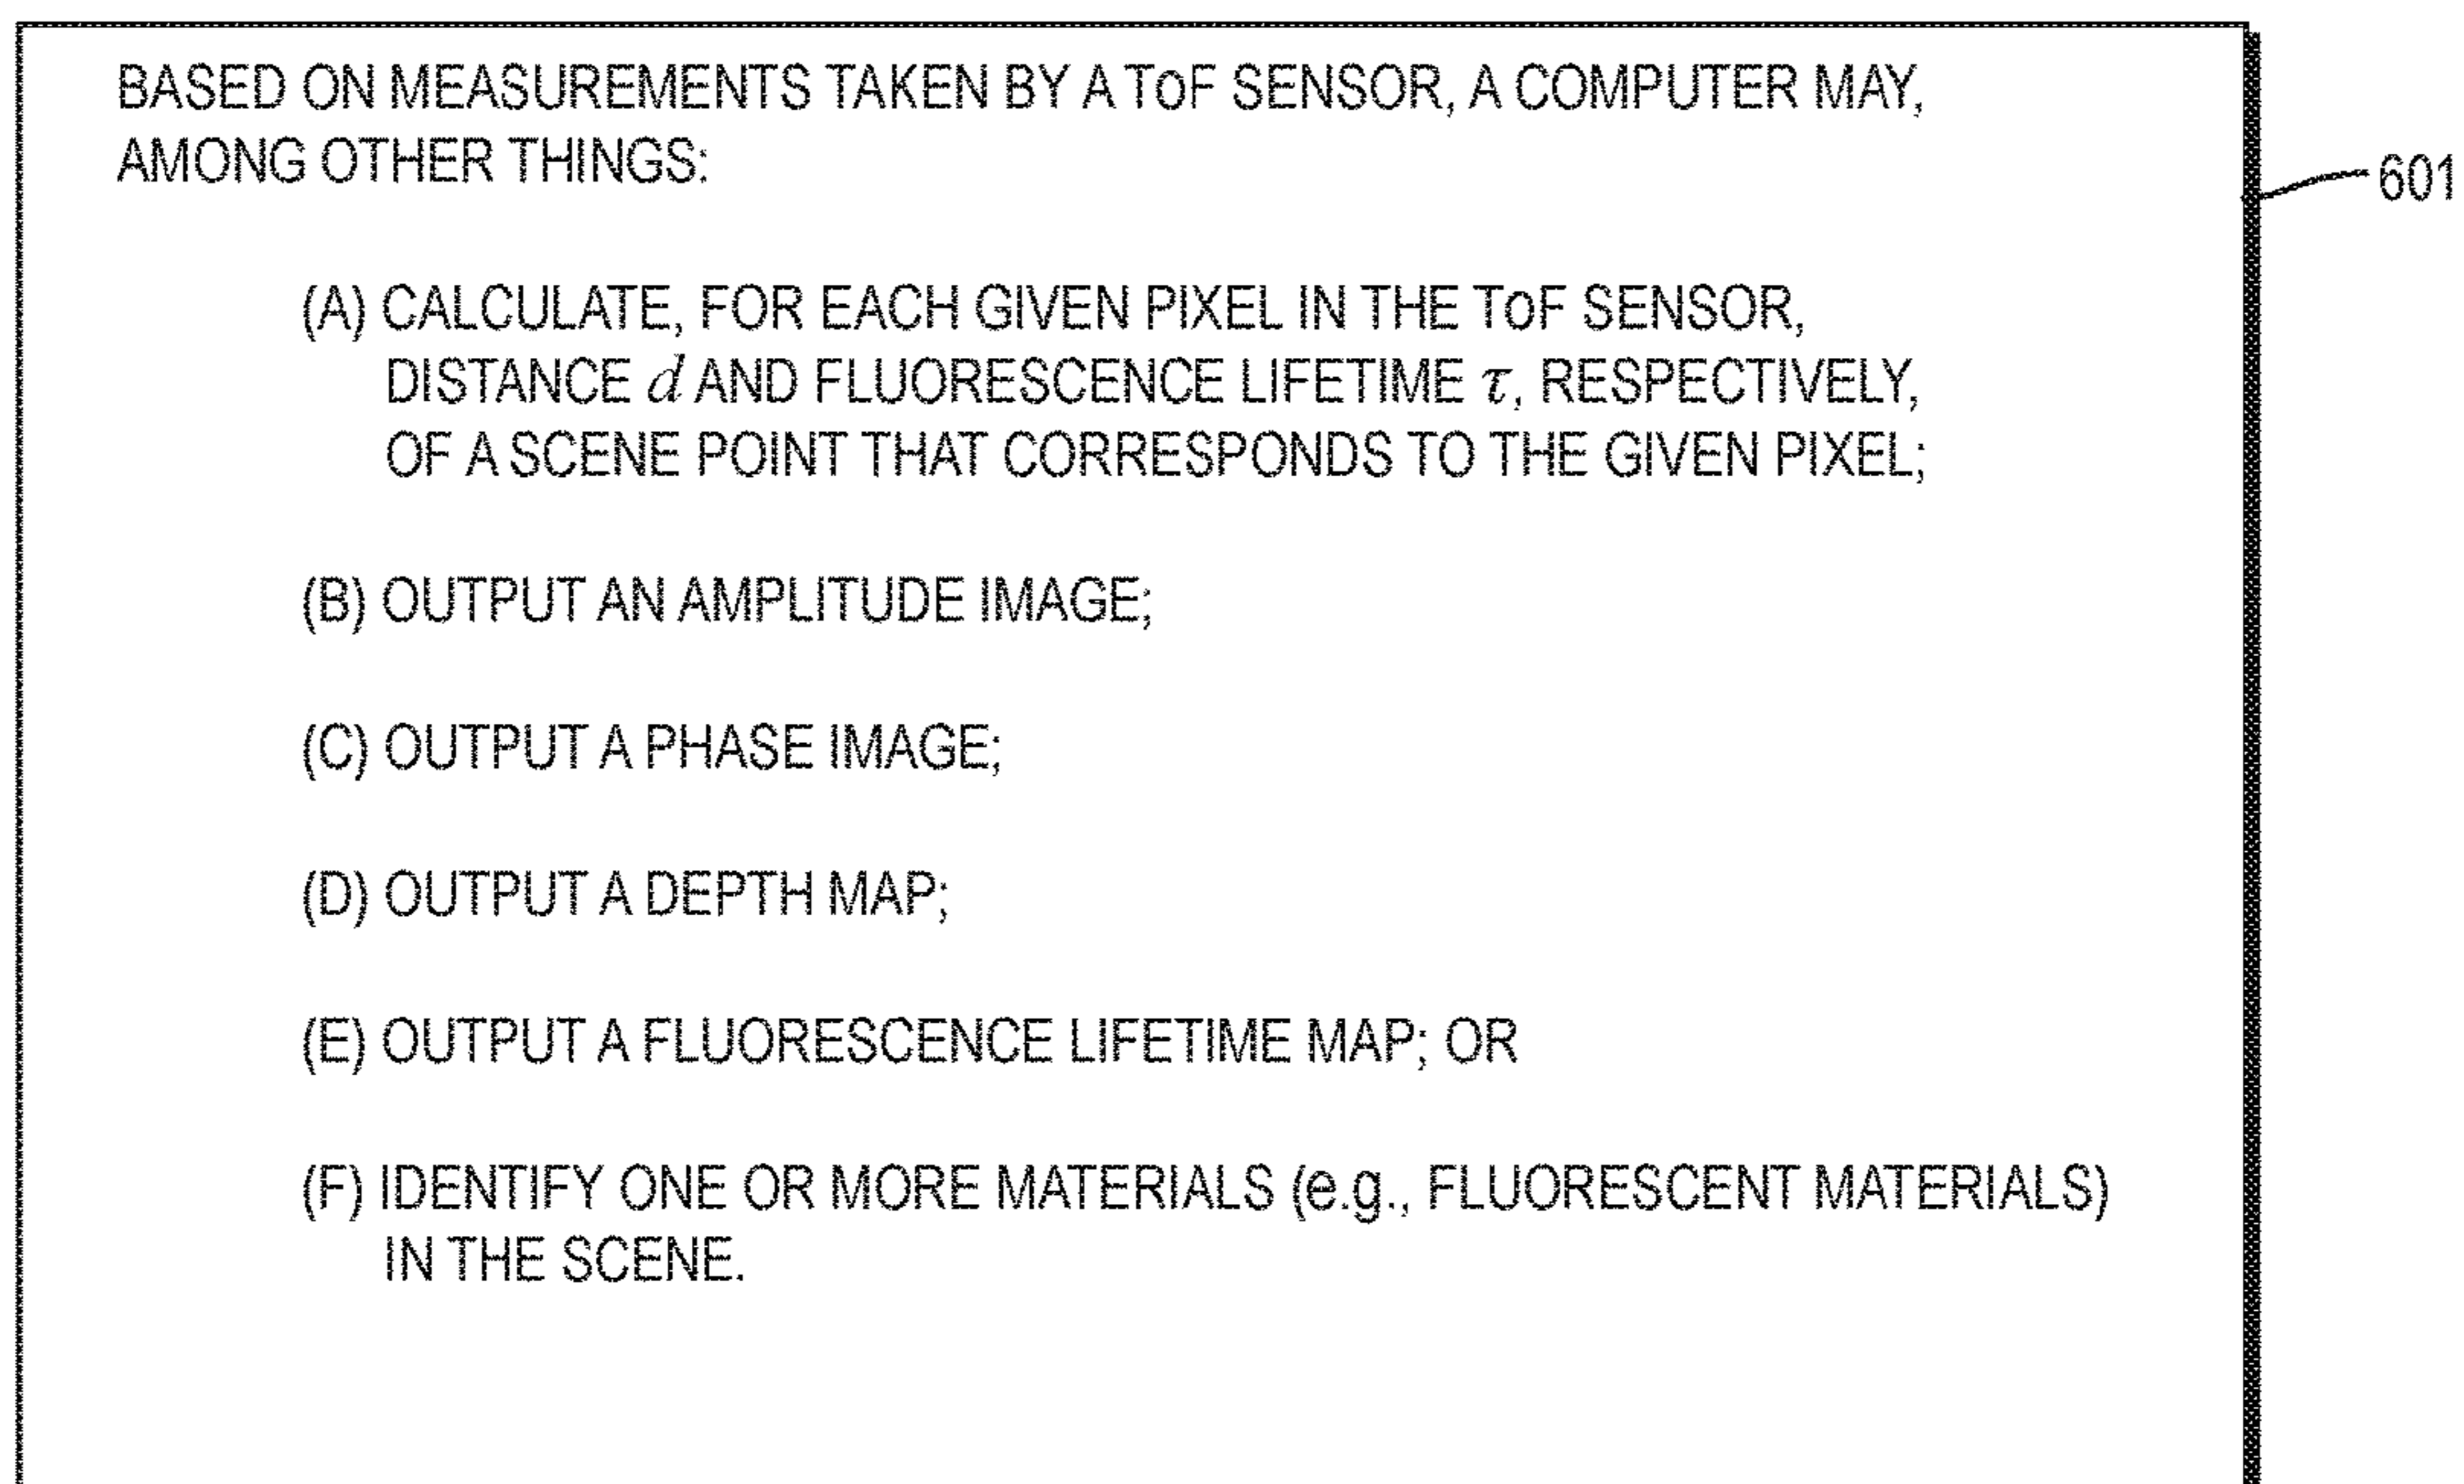 BASED ON MEASUREMENTS TAKEN BY A ToF SENSOR, A COMPUTER MAY,
AMONG OTHER THINGS:
601
(A) CALCULATE, FOR EACH GIVEN PIXEL IN THE ToF SENSOR,
DISTANCE d AND FLUORESCENCE LIFETIME τ, RESPECTIVELY,
OF A SCENE POINT THAT CORRESPONDS TO THE GIVEN PIXEL;
(B) OUTPUT AN AMPLITUDE IMAGE;
(C) OUTPUT A PHASE IMAGE;
(D) OUTPUT A DEPTH MAP;
(E) OUTPUT A FLUORESCENCE LIFETIME MAP; OR
(F) IDENTIFY ONE OR MORE MATERIALS (e.g., FLUORESCENT MATERIALS)
IN THE SCENE.